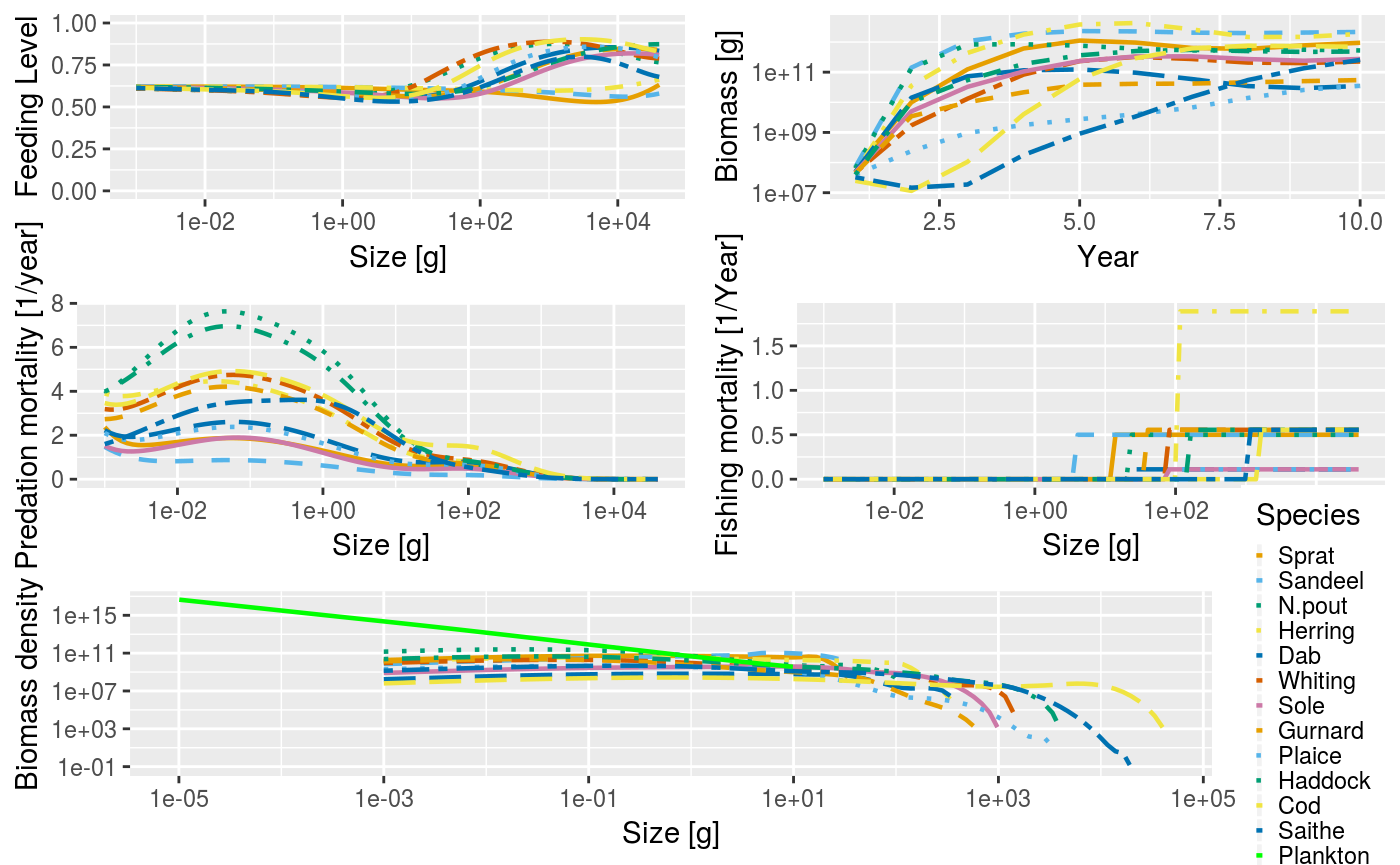 Feeding Level
1.00
0.75
0.50
0.25
0.00
1e-02 1e+00 1e+02 1e+04
Size [g]
Biomass [g]
1e+11
1e+09
1e+07
2.5 5.0 7.5 10.0
Year
Predation mortality [1/year]
8
6
4
2
0
1e-02 1e+00 1e+02 1e+04
Size [g]
Fishing mortality [1/Year]
1.5
1.0
0.5
0.0
1e-02 1e+00 1e+02
Size [g]
Biomass density
1e+15
1e+11
1e+07
1e+03
1e-01
1e-05 1e-03 1e-01 1e+01 1e+03 1e+05
Size [g]
Species
Sprat
Sandeel
N.pout
Herring
Dab
Whiting
Sole
Gurnard
Plaice
Haddock
Cod
Saithe
Plankton